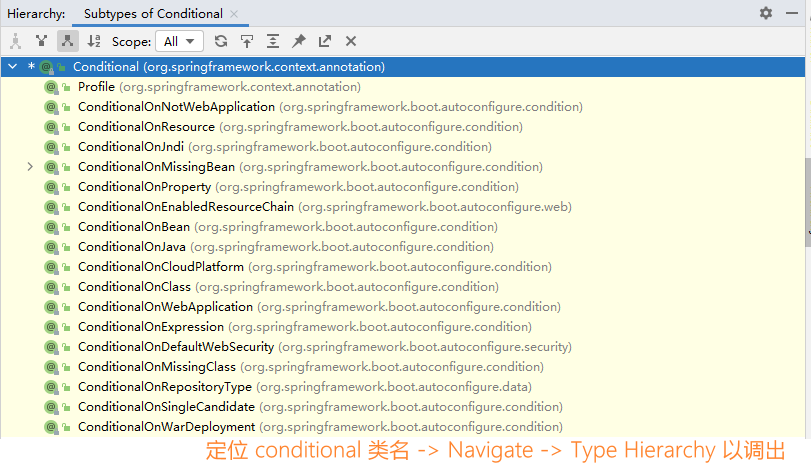 Hierarchy: Subtypes of Conditional
Scope: All
* Conditional (org.springframework.context.annotation)
Profile (org.springframework.context.annotation)
ConditionalOnNotWebApplication (org.springframework.boot.autoconfigure.condition)
ConditionalOnResource (org.springframework.boot.autoconfigure.condition)
ConditionalOnJndi (org.springframework.boot.autoconfigure.condition)
ConditionalOnMissingBean (org.springframework.boot.autoconfigure.condition)
ConditionalOnProperty (org.springframework.boot.autoconfigure.condition)
ConditionalOnEnabledResourceChain (org.springframework.boot.autoconfigure.web)
ConditionalOnBean (org.springframework.boot.autoconfigure.condition)
ConditionalOnJava (org.springframework.boot.autoconfigure.condition)
ConditionalOnCloudPlatform (org.springframework.boot.autoconfigure.condition)
ConditionalOnClass (org.springframework.boot.autoconfigure.condition)
ConditionalOnWebApplication (org.springframework.boot.autoconfigure.condition)
ConditionalOnExpression (org.springframework.boot.autoconfigure.condition)
ConditionalOnDefaultWebSecurity (org.springframework.boot.autoconfigure.security)
ConditionalOnMissingClass (org.springframework.boot.autoconfigure.condition)
ConditionalOnRepositoryType (org.springframework.boot.autoconfigure.data)
ConditionalOnSingleCandidate (org.springframework.boot.autoconfigure.condition)
ConditionalOnWarDeployment (org.springframework.boot.autoconfigure.condition)
定位 conditional 类名 -> Navigate -> Type Hierarchy 以调出